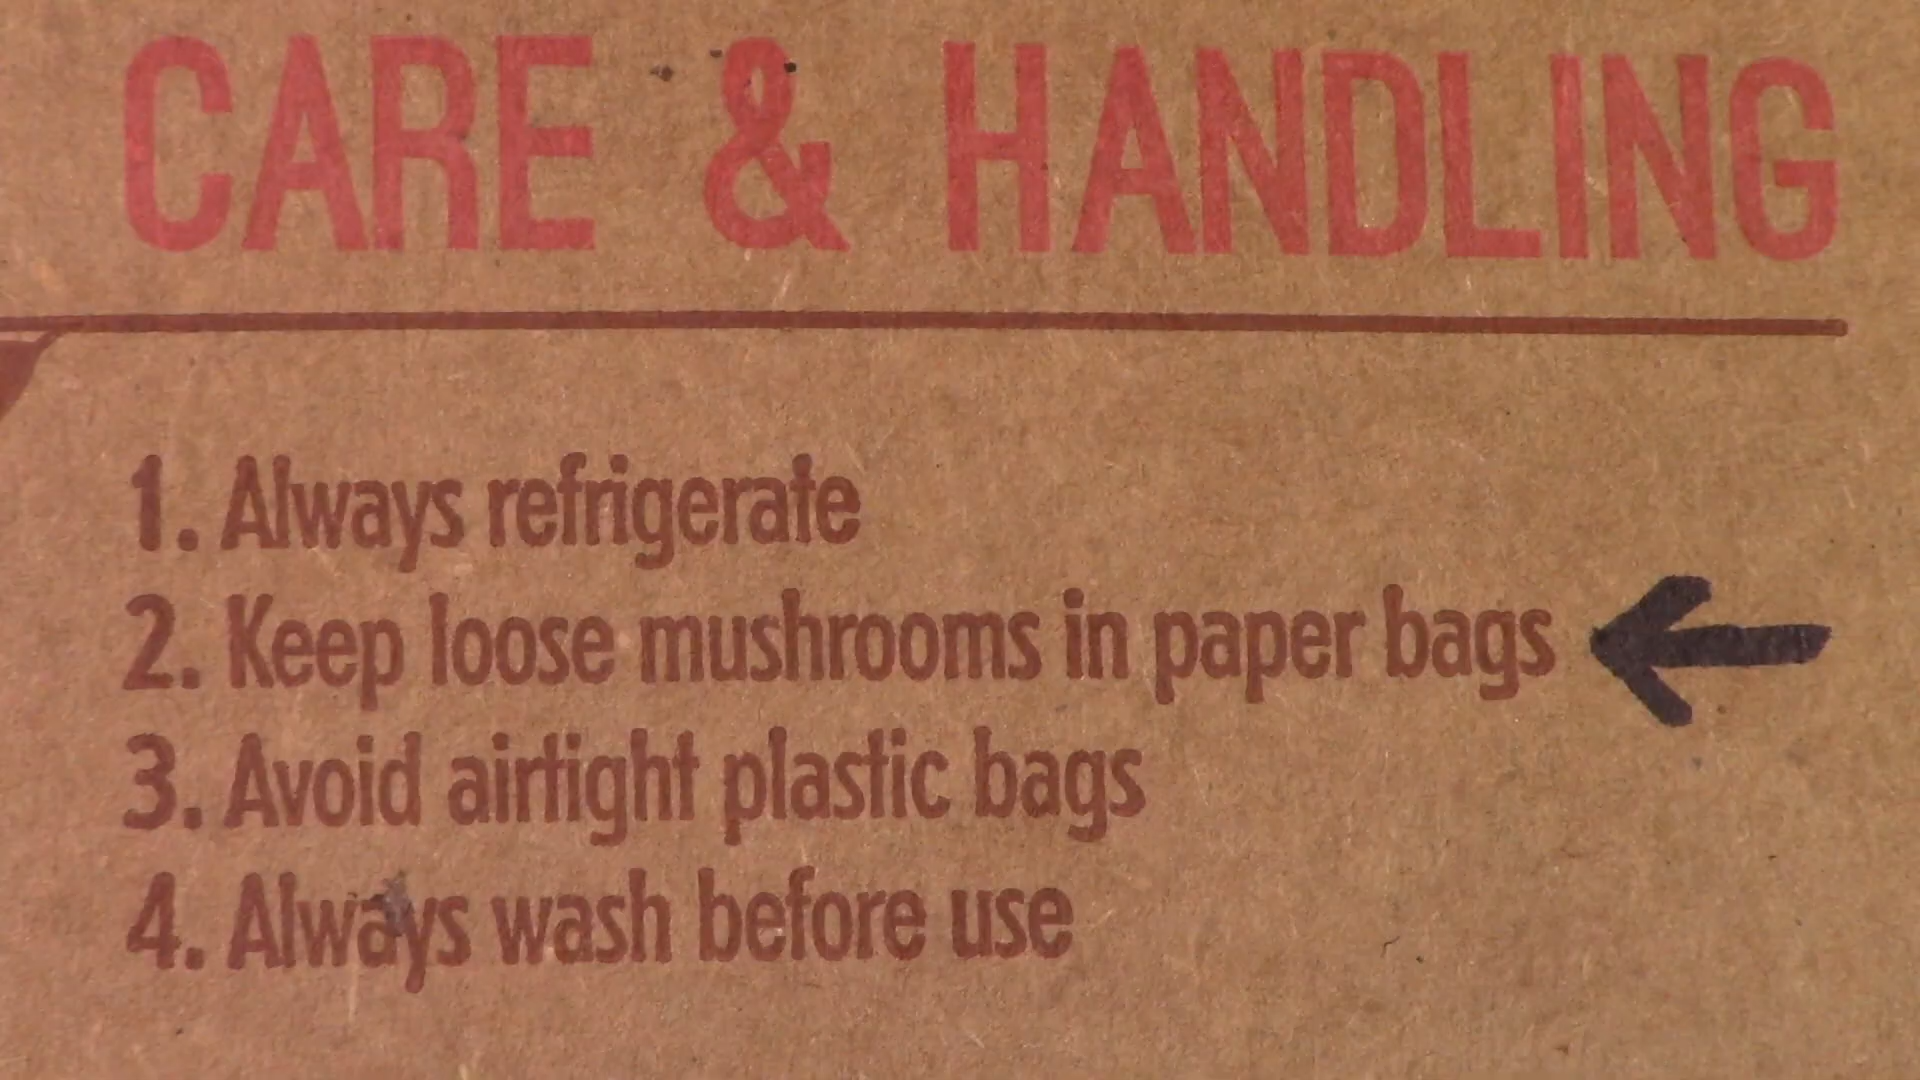 CARE & HANDLING
1. Always refrigerate
2. Keep loose mushrooms in paper bags
3. Avoid airtight plastic bags
4. Always wash before use